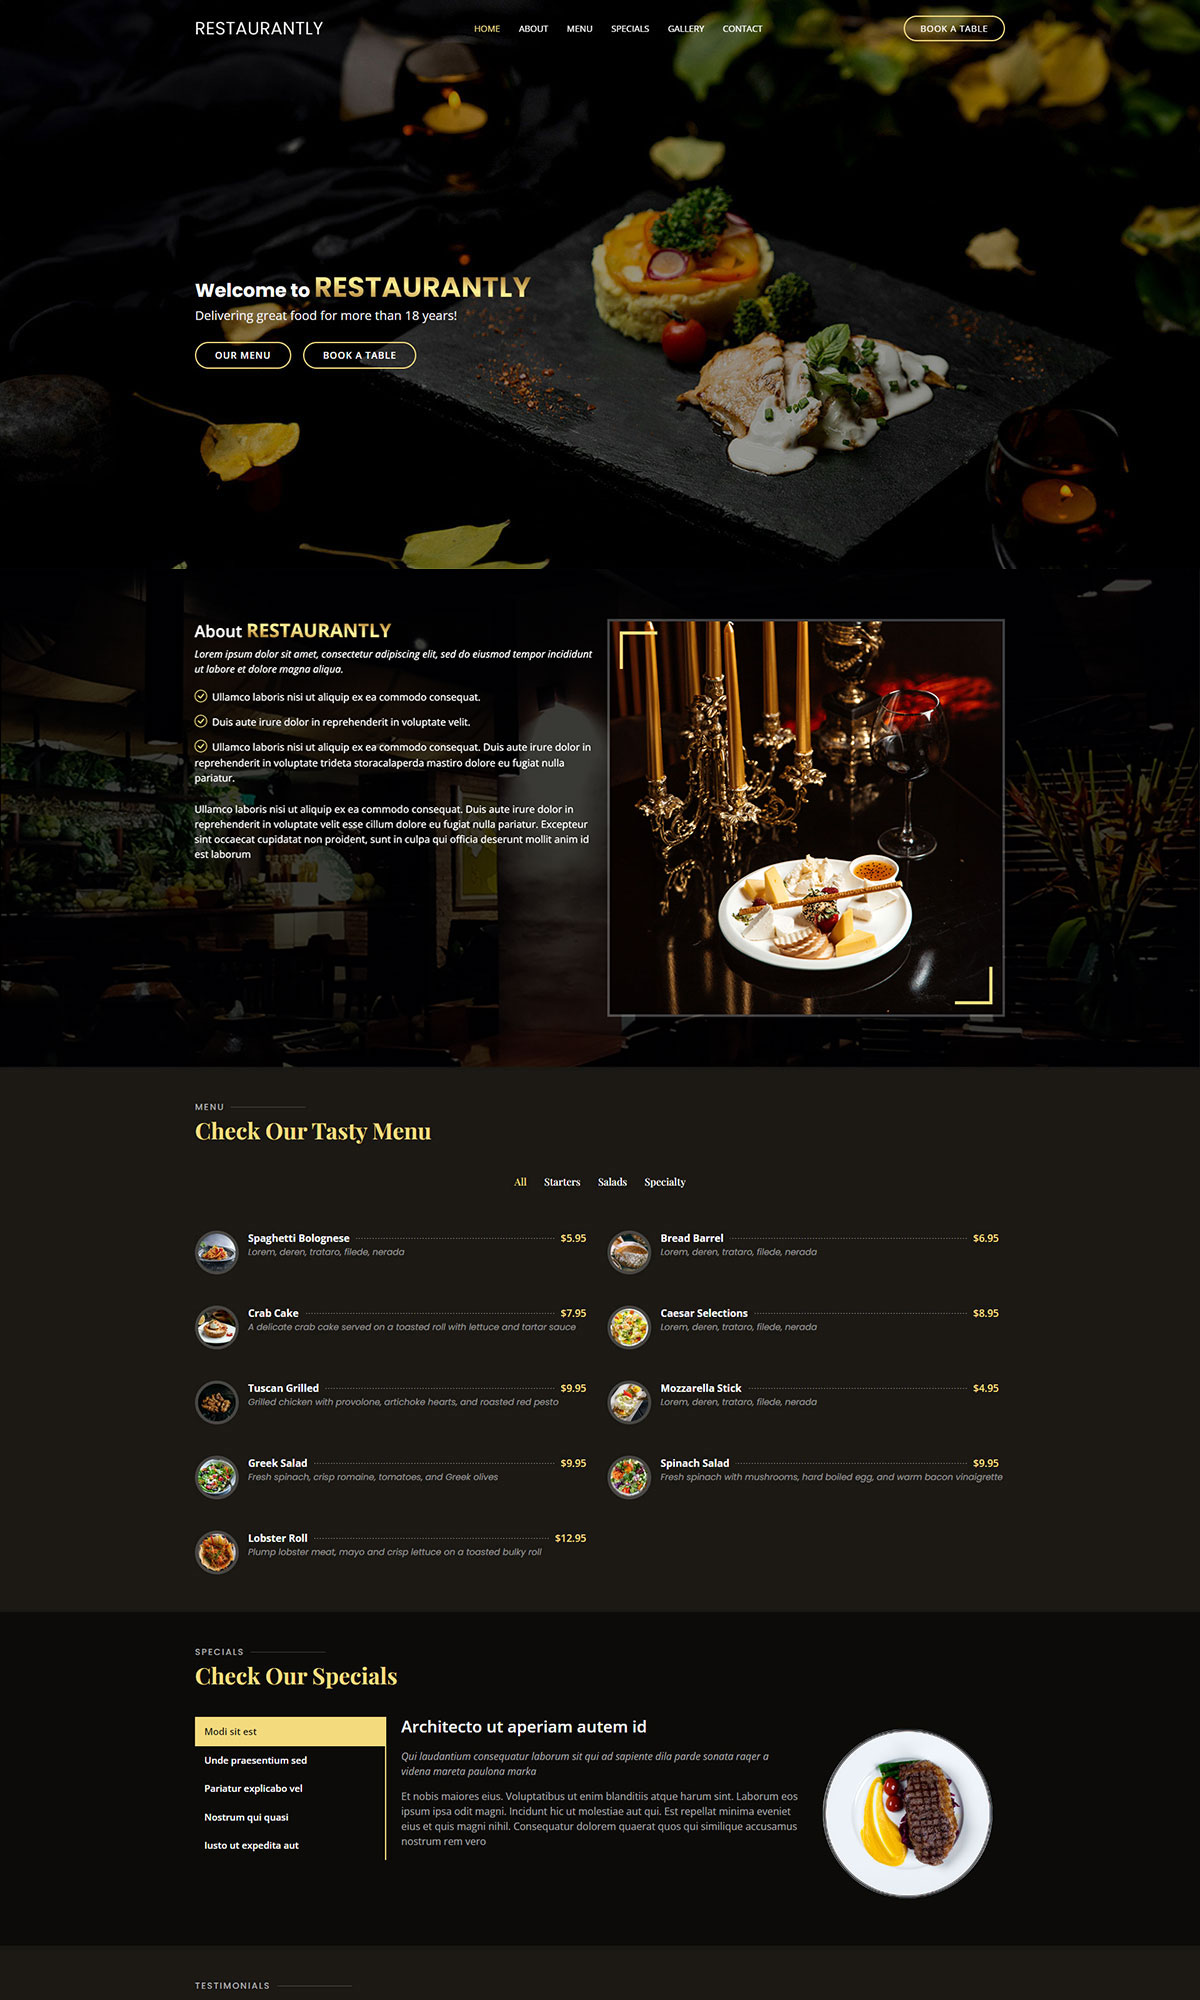 RESTAURANTLY
HOME ABOUT MENU SPECIALS GALLERY CONTACT
BOOK A TABLE
Welcome to RESTAURANTLY
Delivering great food for more than 18 years!
OUR MENU BOOK A TABLE
About RESTAURANTLY
Lorem ipsum dolor sit amet, consectetur adipiscing elit, sed do eiusmod tempor incididunt
ut labore et dolore magna aliqua.
Ullamco laboris nisi ut aliquip ex ea commodo consequat.
Duis aute irure dolor in reprehenderit in voluptate velit.
Ullamco laboris nisi ut aliquip ex ea commodo consequat. Duis aute irure dolor in
reprehenderit in voluptate trideta storacalaperda mastiro dolore eu fugiat nulla
pariatur.
Ullamco laboris nisi ut aliquip ex ea commodo consequat. Duis aute irure dolor in
reprehenderit in voluptate velit esse cillum dolore eu fugiat nulla pariatur. Excepteur
sint occaecat cupidatat non proident, sunt in culpa qui officia deserunt mollit anim id
est laborum
MENU
Check Our Tasty Menu
All Starters Salads Specialty
Spaghetti Bolognese $5.95
Lorem, deren, trataro, filede, nerada
Bread Barrel $6.95
Lorem, deren, trataro, filede, nerada
Crab Cake $7.95
A delicate crab cake served on a toasted roll with lettuce and tartar sauce
Caesar Selections $8.95
Lorem, deren, trataro, filede, nerada
Tuscan Grilled $9.95
Grilled chicken with provolone, artichoke hearts, and roasted red pesto
Mozzarella Stick $4.95
Lorem, deren, trataro, filede, nerada
Greek Salad $9.95
Fresh spinach, crisp romaine, tomatoes, and Greek olives
Spinach Salad $9.95
Fresh spinach with mushrooms, hard boiled egg, and warm bacon vinaigrette
Lobster Roll $12.95
Plump lobster meat, mayo and crisp lettuce on a toasted bulky roll
SPECIALS
Check Our Specials
Modi sit est
Unde praesentium sed
Pariatur explicabo vel
Nostrum qui quasi
Iusto ut expedita aut
Architecto ut aperiam autem id
Qui laudantium consequatur laborum sit qui ad sapiente dila parde sonata raqer a
videna mareta paulona marka
Et nobis maiores eius. Voluptatibus ut enim blanditiis atque harum sint. Laborum eos
ipsum ipsa odit magni. Incidunt hic ut molestiae aut qui. Est repellat minima eveniet
eius et quis magni nihil. Consequatur dolorem quaerat quos qui similique accusamus
nostrum rem vero
TESTIMONIALS